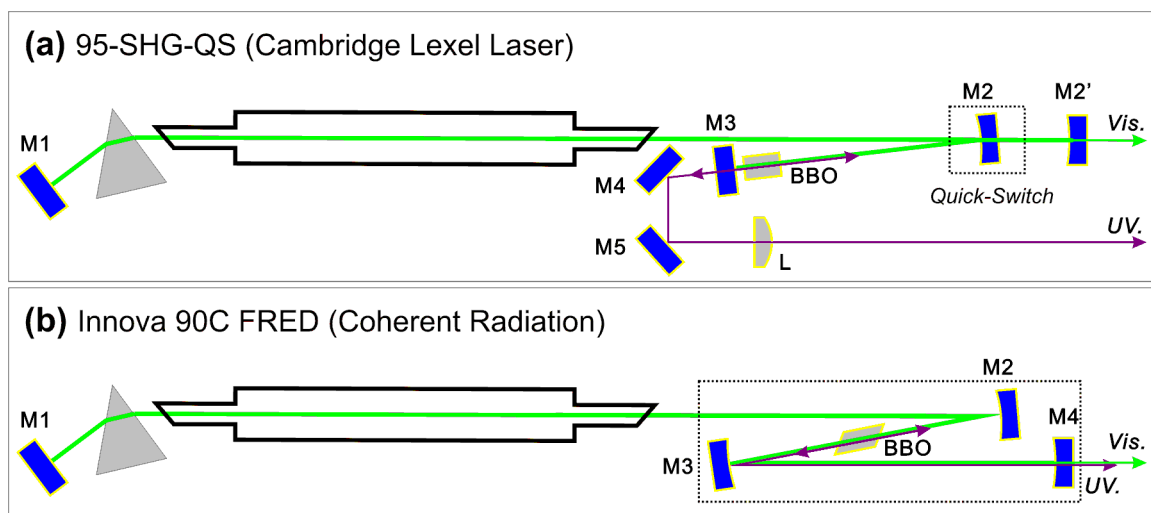 (a) 95-SHG-QS (Cambridge Lexel Laser)
M2 M2'
M3 Vis.
M1
M4 BBO
Quick-Switch
UV.
M5
L
(b) Innova 90C FRED (Coherent Radiation)
M2
M1 M4
BBO Vis.
M3 UV.